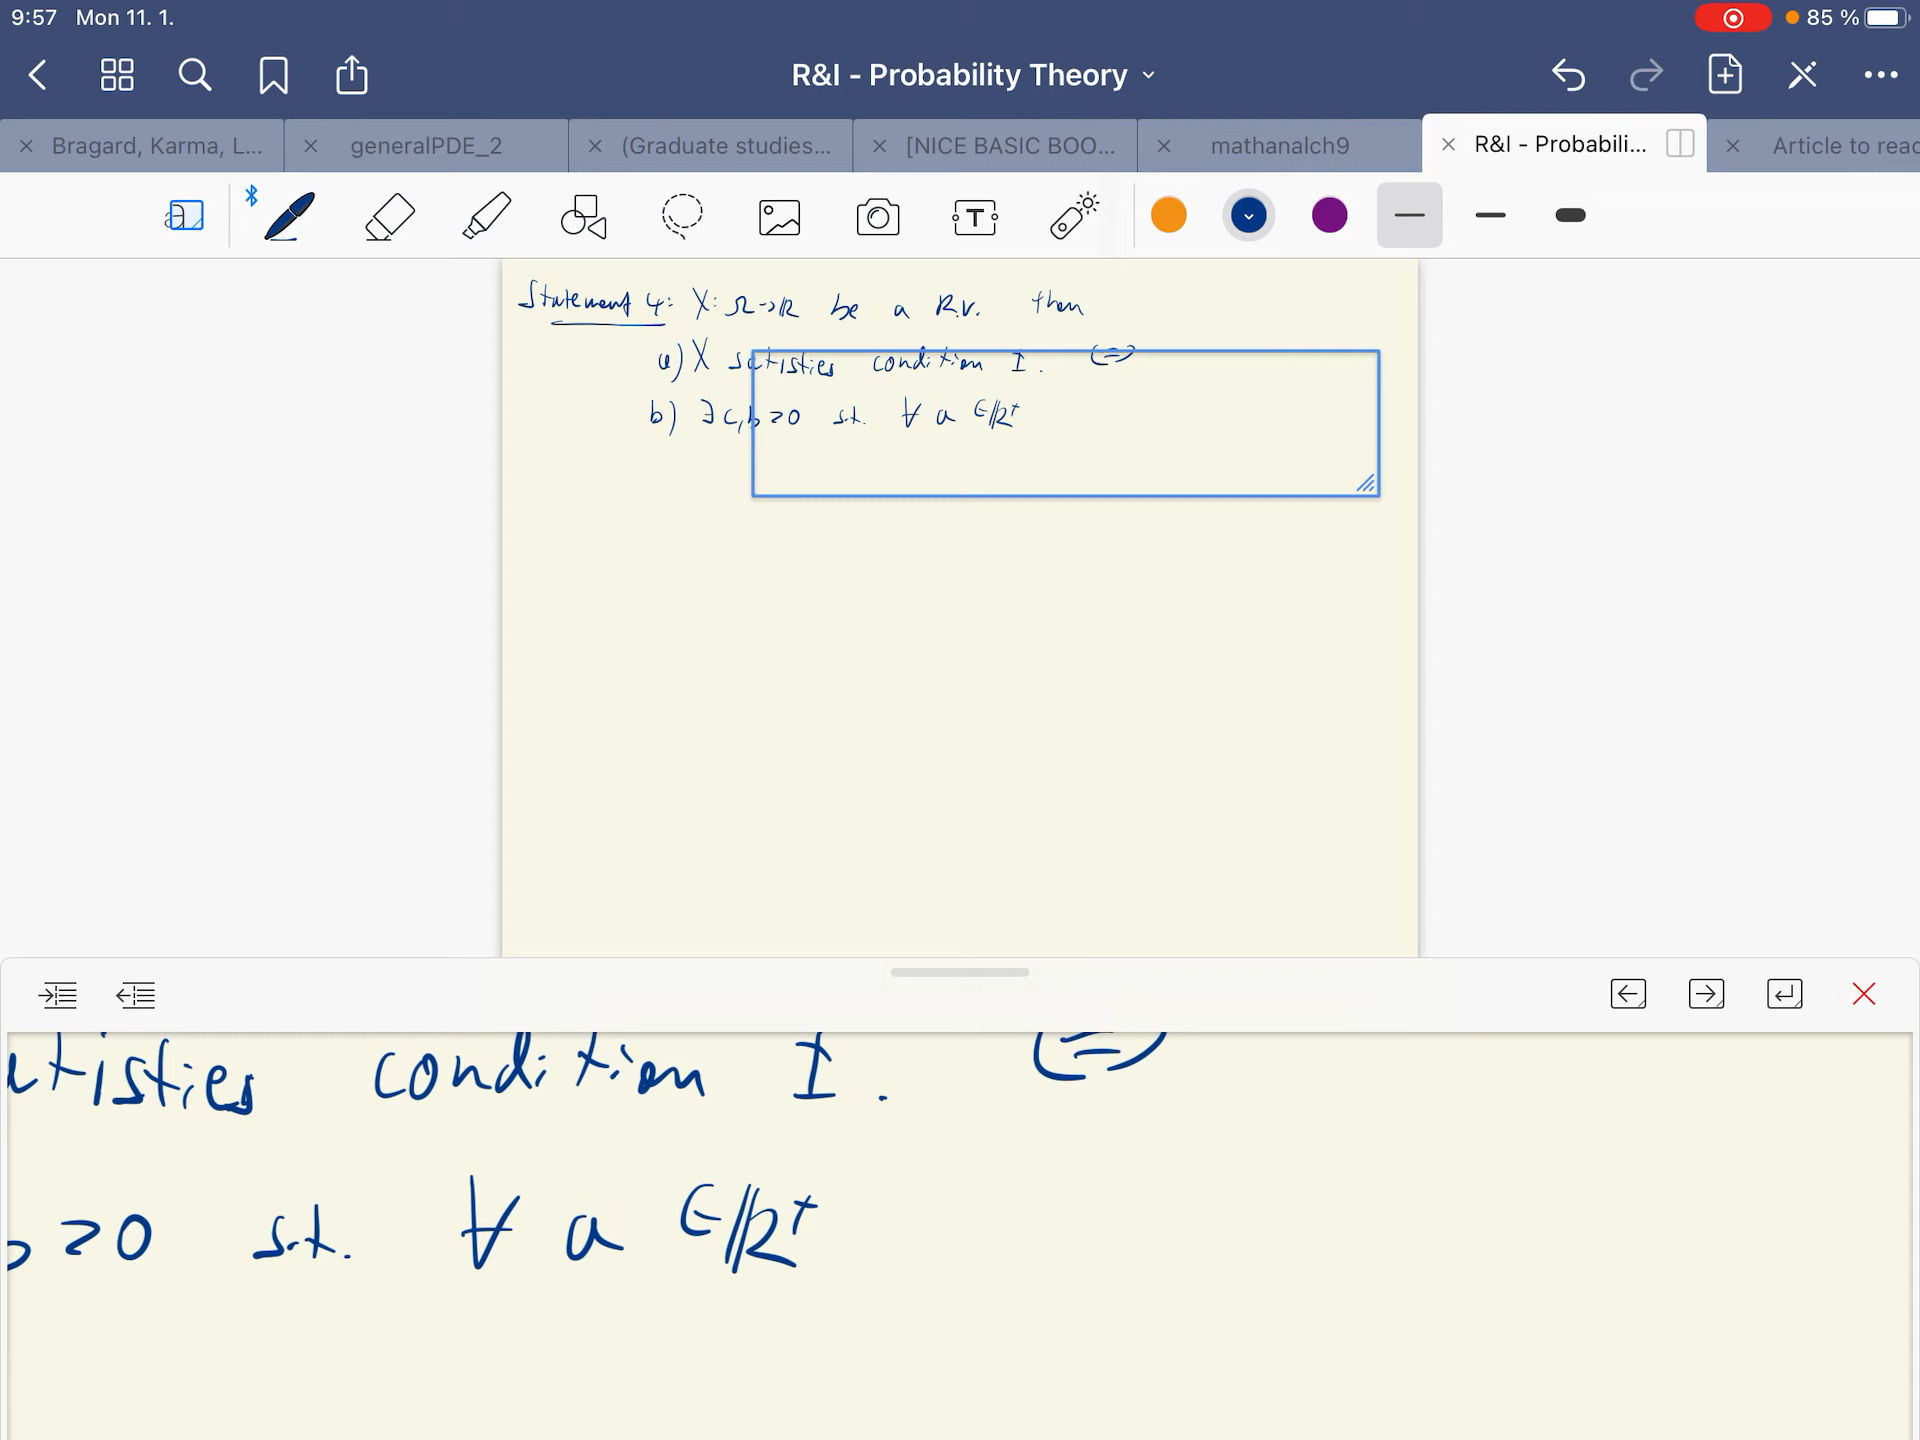 9:57 Mon 11. 1.
85 %
R&I - Probability Theory
Bragard, Karma, L...
generalPDE_2
(Graduate studies...
[NICE BASIC BOO...
mathanalch9
R&I - Probabili...
Article to read
Statement 4: X: Ω→ℝ be a R.V. then
a) X satisfies condition I. (=)
b) ∃ c, b ≥0 s.t. ∀ a ∈ℝ⁺
atisfies condition I. (=)
b ≥0 s.t. ∀ a ∈ℝ⁺